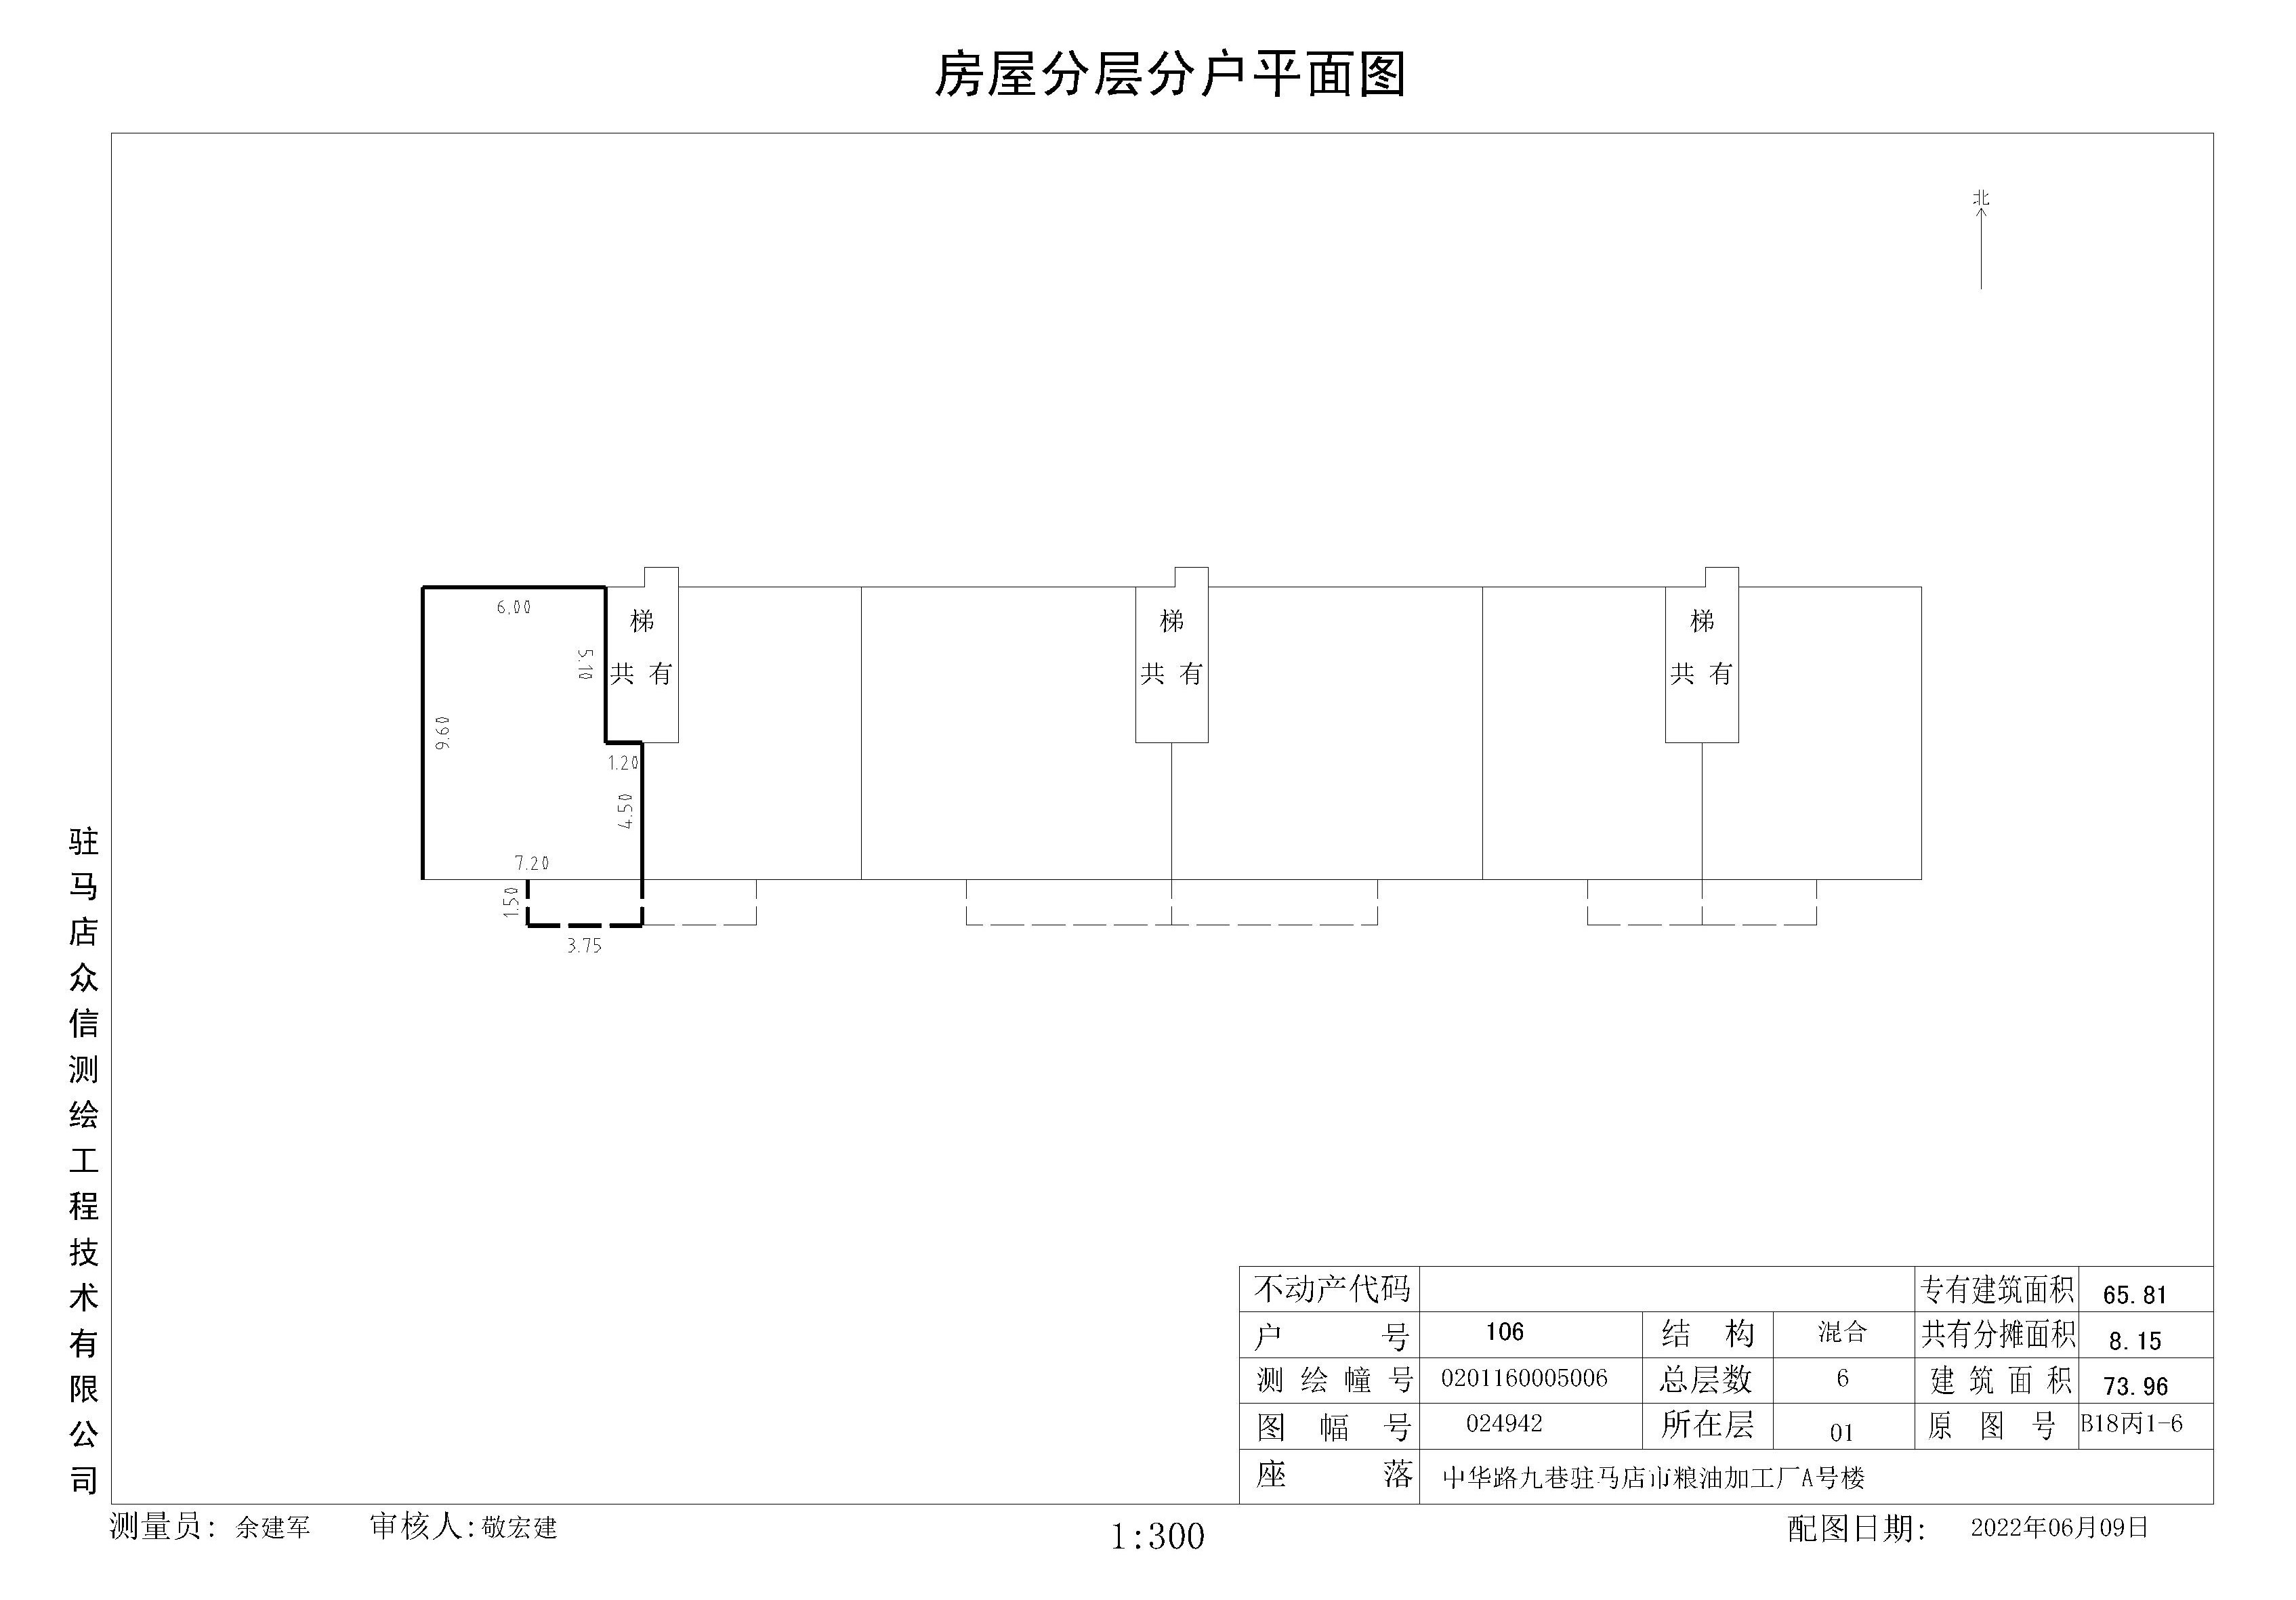 房屋分层分户平面图
北
6.00
梯
梯
梯
5.10
共 有
共 有
共 有
9.60
1.20
4.50
7.20
1.50
3.75
驻马店众信测绘工程技术有限公司
不动产代码 专有建筑面积 65.81
户 号 106 结 构 混合 共有分摊面积 8.15
测 绘 幢 号 0201160005006 总层数 6 建 筑 面 积 73.96
图 幅 号 024942 所在层 01 原 图 号 B18丙1-6
座 落 中华路九巷驻马店市粮油加工厂A号楼
测量员: 余建军 审核人:敬宏建 1:300 配图日期: 2022年06月09日